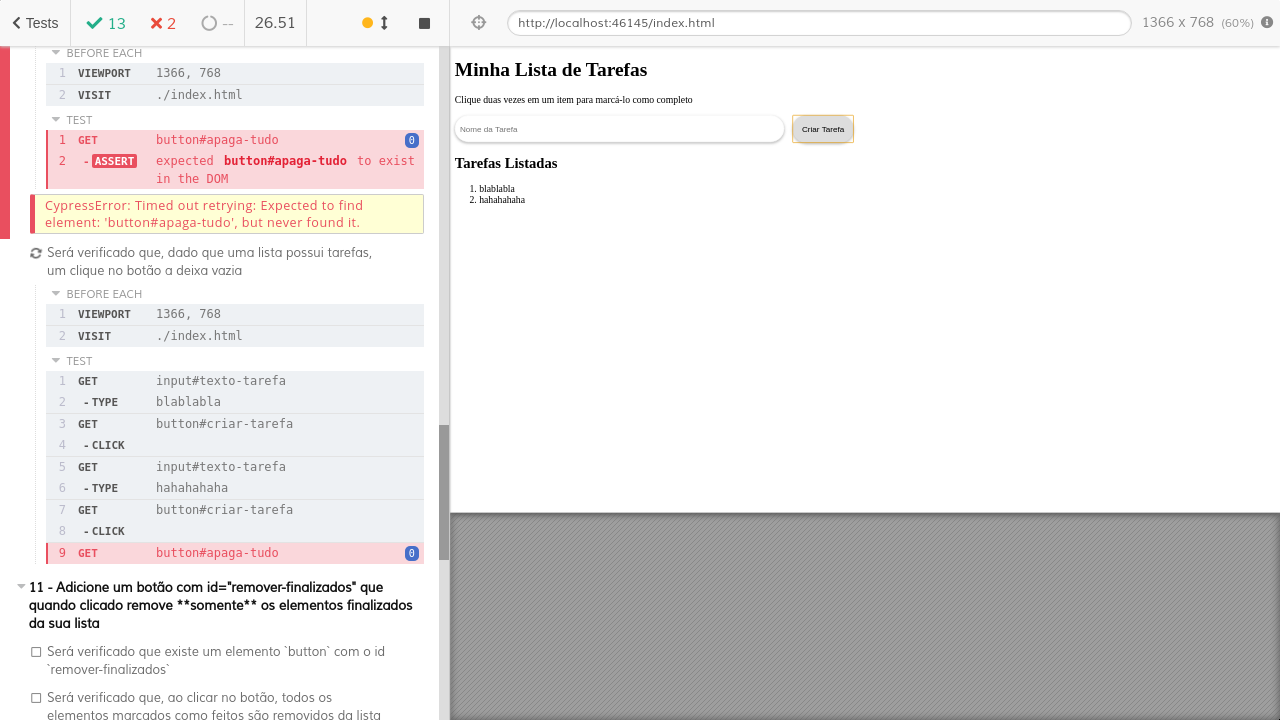 Tests
13
2
--
26.51
http://localhost:46145/index.html
1366 x 768 (60%)
BEFORE EACH
1 VIEWPORT 1366, 768
2 VISIT ./index.html
TEST
1 GET button#apaga-tudo 0
2 -ASSERT expected button#apaga-tudo to exist
in the DOM
CypressError: Timed out retrying: Expected to find
element: 'button#apaga-tudo', but never found it.
Será verificado que, dado que uma lista possui tarefas,
um clique no botão a deixa vazia
BEFORE EACH
1 VIEWPORT 1366, 768
2 VISIT ./index.html
TEST
1 GET input#texto-tarefa
2 -TYPE blablabla
3 GET button#criar-tarefa
4 -CLICK
5 GET input#texto-tarefa
6 -TYPE hahahahaha
7 GET button#criar-tarefa
8 -CLICK
9 GET button#apaga-tudo 0
11 - Adicione um botão com id="remover-finalizados" que
quando clicado remove **somente** os elementos finalizados
da sua lista
Será verificado que existe um elemento `button` com o id
`remover-finalizados`
Será verificado que, ao clicar no botão, todos os
elementos marcados como feitos são removidos da lista
Minha Lista de Tarefas
Clique duas vezes em um item para marcá-lo como completo
Nome da Tarefa
Criar Tarefa
Tarefas Listadas
1. blablabla
2. hahahahaha